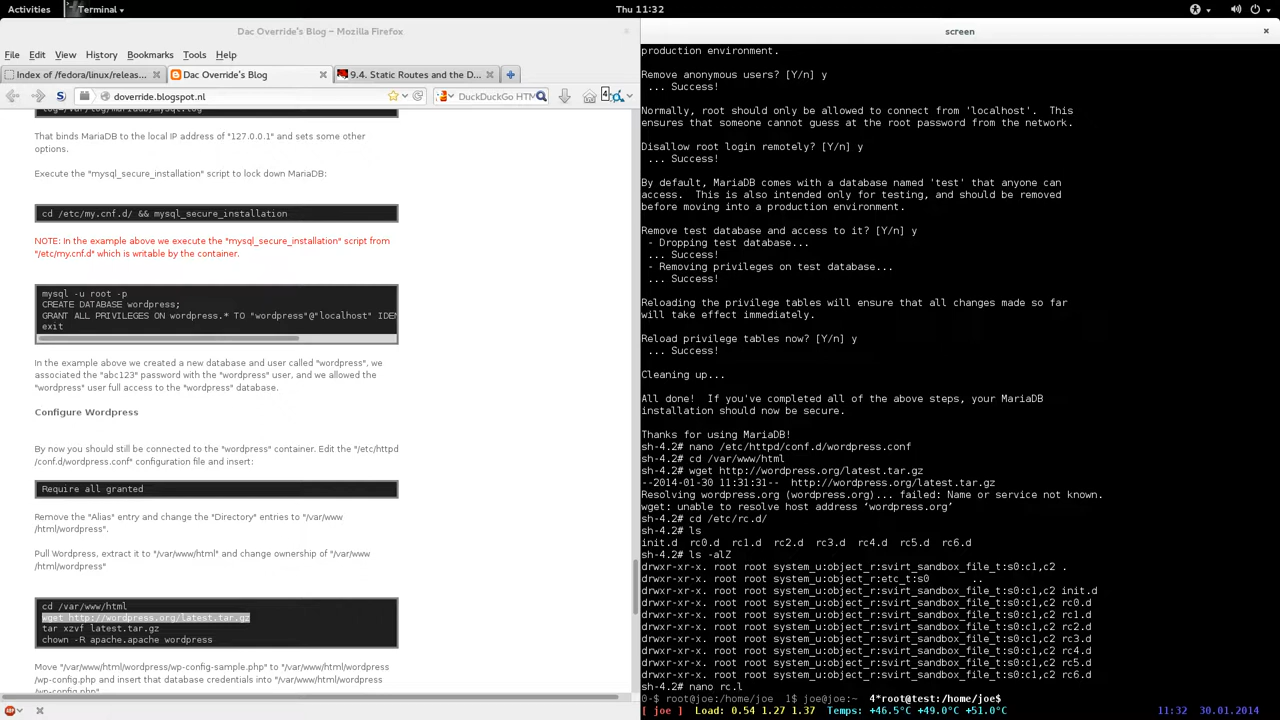 Activities
Terminal
Thu 11:32
Dac Override's Blog – Mozilla Firefox
File Edit View History Bookmarks Tools Help
Index of /fedora/linux/releas...
Dac Override's Blog
9.4. Static Routes and the D...
doverride.blogspot.nl
DuckDuckGo HTM
4
That binds MariaDB to the local IP address of "127.0.0.1" and sets some other
options.
Execute the "mysql_secure_installation" script to lock down MariaDB:
cd /etc/my.cnf.d/ && mysql_secure_installation
NOTE: In the example above we execute the "mysql_secure_installation" script from
"/etc/my.cnf.d" which is writable by the container.
mysql -u root -p
CREATE DATABASE wordpress;
GRANT ALL PRIVILEGES ON wordpress.* TO "wordpress"@"localhost" IDEN
exit
In the example above we created a new database and user called "wordpress", we
associated the "abc123" password with the "wordpress" user, and we allowed the
"wordpress" user full access to the "wordpress" database.
Configure Wordpress
By now you should still be connected to the "wordpress" container. Edit the "/etc/httpd
/conf.d/wordpress.conf" configuration file and insert:
Require all granted
Remove the "Alias" entry and change the "Directory" entries to "/var/www
/html/wordpress".
Pull Wordpress, extract it to "/var/www/html" and change ownership of "/var/www
/html/wordpress"
cd /var/www/html
wget http://wordpress.org/latest.tar.gz
tar xzvf latest.tar.gz
chown -R apache.apache wordpress
Move "/var/www/html/wordpress/wp-config-sample.php" to "/var/www/html/wordpress
/wp-config.php" and insert that database credentials into "/var/www/html/wordpress
/wp-config.php"
ABP
screen
production environment.
Remove anonymous users? [Y/n] y
... Success!
Normally, root should only be allowed to connect from 'localhost'.  This
ensures that someone cannot guess at the root password from the network.
Disallow root login remotely? [Y/n] y
... Success!
By default, MariaDB comes with a database named 'test' that anyone can
access.  This is also intended only for testing, and should be removed
before moving into a production environment.
Remove test database and access to it? [Y/n] y
- Dropping test database...
... Success!
- Removing privileges on test database...
... Success!
Reloading the privilege tables will ensure that all changes made so far
will take effect immediately.
Reload privilege tables now? [Y/n] y
... Success!
Cleaning up...
All done!  If you've completed all of the above steps, your MariaDB
installation should now be secure.
Thanks for using MariaDB!
sh-4.2# nano /etc/httpd/conf.d/wordpress.conf
sh-4.2# cd /var/www/html
sh-4.2# wget http://wordpress.org/latest.tar.gz
--2014-01-30 11:31:31--  http://wordpress.org/latest.tar.gz
Resolving wordpress.org (wordpress.org)... failed: Name or service not known.
wget: unable to resolve host address ‘wordpress.org’
sh-4.2# cd /etc/rc.d/
sh-4.2# ls
init.d  rc0.d  rc1.d  rc2.d  rc3.d  rc4.d  rc5.d  rc6.d
sh-4.2# ls -alZ
drwxr-xr-x. root root system_u:object_r:svirt_sandbox_file_t:s0:c1,c2 .
drwxr-xr-x. root root system_u:object_r:etc_t:s0       ..
drwxr-xr-x. root root system_u:object_r:svirt_sandbox_file_t:s0:c1,c2 init.d
drwxr-xr-x. root root system_u:object_r:svirt_sandbox_file_t:s0:c1,c2 rc0.d
drwxr-xr-x. root root system_u:object_r:svirt_sandbox_file_t:s0:c1,c2 rc1.d
drwxr-xr-x. root root system_u:object_r:svirt_sandbox_file_t:s0:c1,c2 rc2.d
drwxr-xr-x. root root system_u:object_r:svirt_sandbox_file_t:s0:c1,c2 rc3.d
drwxr-xr-x. root root system_u:object_r:svirt_sandbox_file_t:s0:c1,c2 rc4.d
drwxr-xr-x. root root system_u:object_r:svirt_sandbox_file_t:s0:c1,c2 rc5.d
drwxr-xr-x. root root system_u:object_r:svirt_sandbox_file_t:s0:c1,c2 rc6.d
sh-4.2# nano rc.l
0-$ root@joe:/home/joe  1$ joe@joe:~  4*root@test:/home/joe$
[ joe ]  Load: 0.54 1.27 1.37  Temps: +46.5°C +49.0°C +51.0°C  11:32  30.01.2014